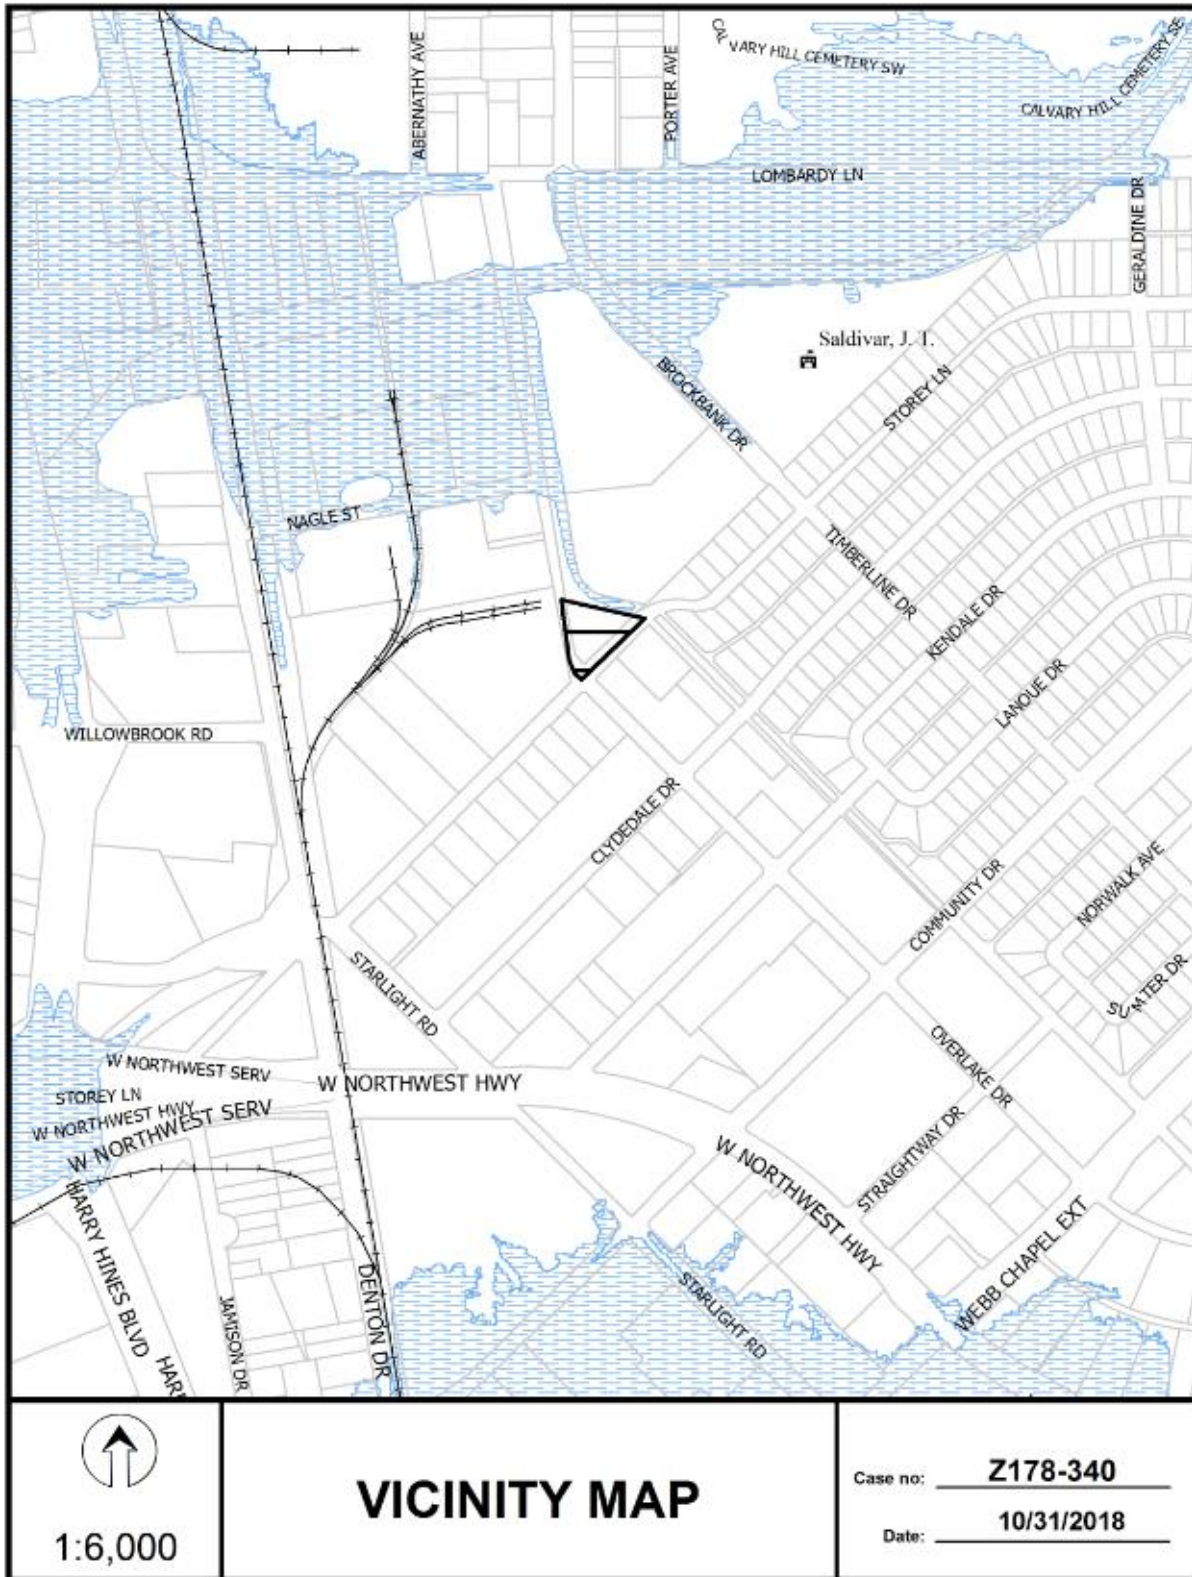 ABERNATHY AVE
PORTER AVE
CALVARY HILL CEMETERY SW
CALVARY HILL CEMETERY SE
LOMBARDY LN
GERALDINE DR
Saldivar, J. T.
BROCKBANK DR
STOREY LN
NAGLE ST
TIMBERLINE DR
KENDALE DR
LANOUE DR
WILLOWBROOK RD
CLYDEDALE DR
COMMUNITY DR
NORWALK AVE
SUMTER DR
STARLIGHT RD
OVERLAKE DR
W NORTHWEST SERV
W NORTHWEST HWY
STOREY LN
W NORTHWEST HWY
W NORTHWEST SERV
W NORTHWEST HWY
STRAIGHTWAY DR
WEBB CHAPEL EXT
HARRY HINES BLVD
HARR
JAMISON DR
DENTON DR
STARLIGHT RD
1:6,000
VICINITY MAP
Case no: Z178-340
Date: 10/31/2018